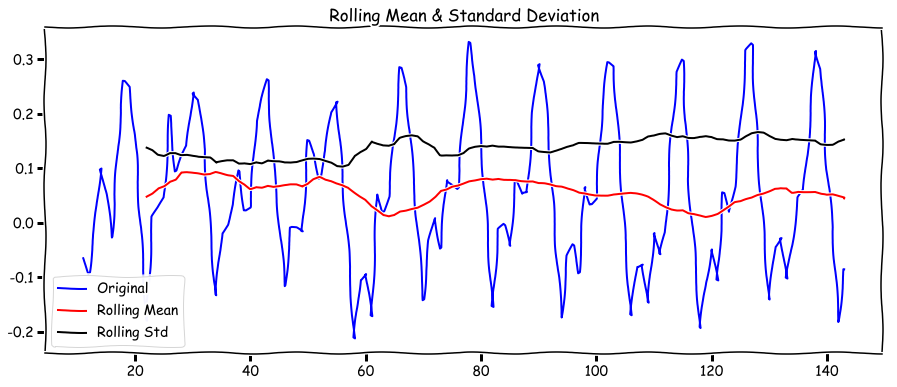 Rolling Mean & Standard Deviation
0.3
0.2
0.1
0.0
-0.1
-0.2
Original
Rolling Mean
Rolling Std
20 40 60 80 100 120 140